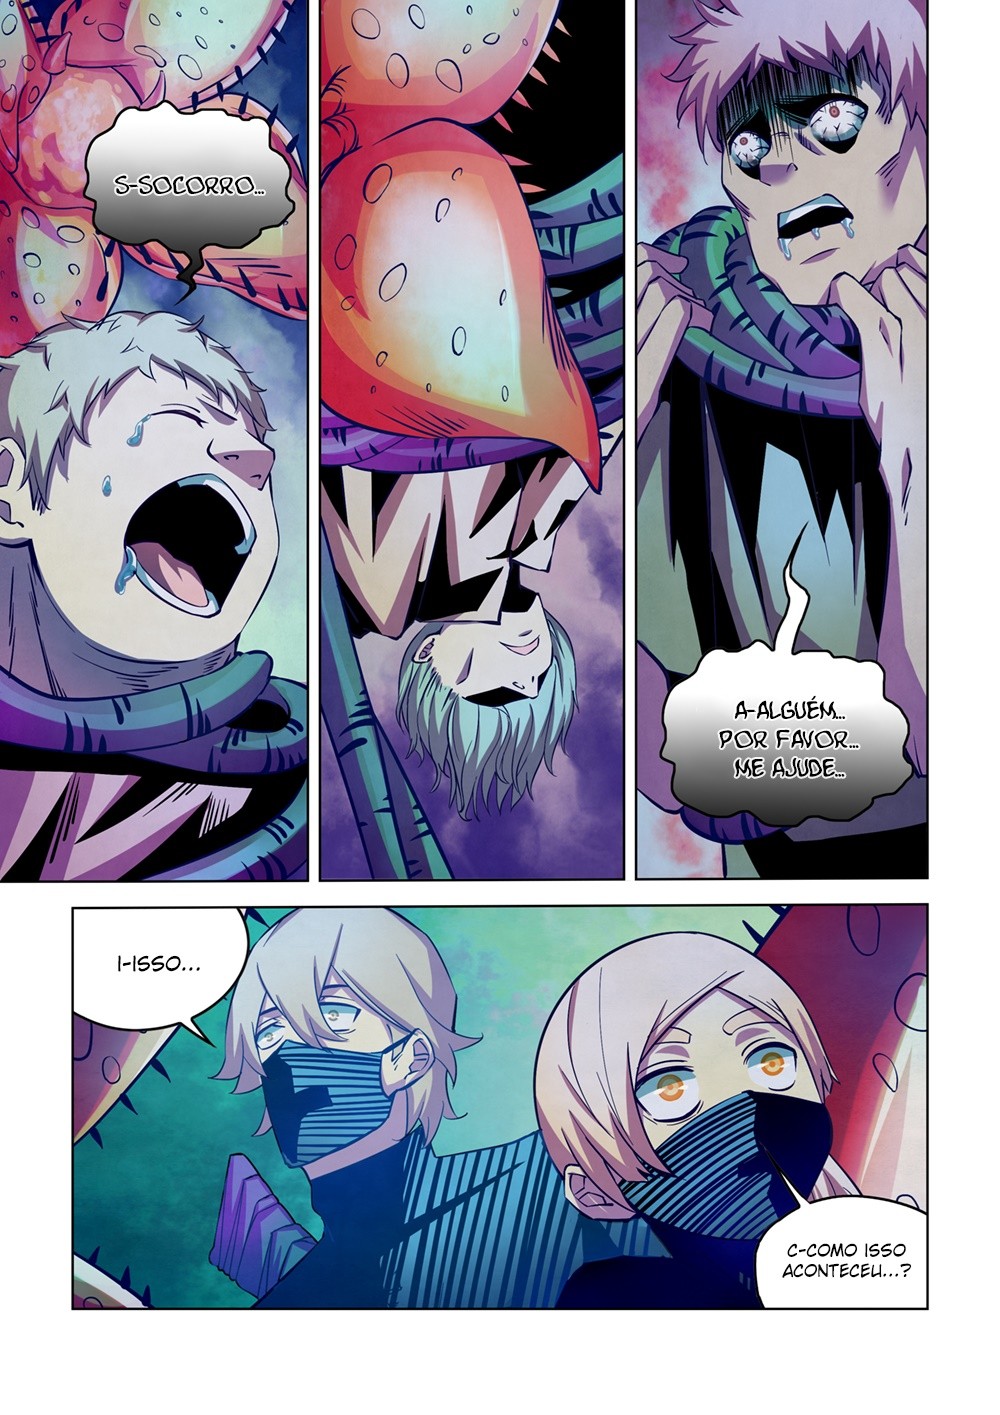 S-SOCORRO...
A-ALGUÉM...
POR FAVOR...
ME AJUDE...
I-ISSO...
C-COMO ISSO
ACONTECEU...?